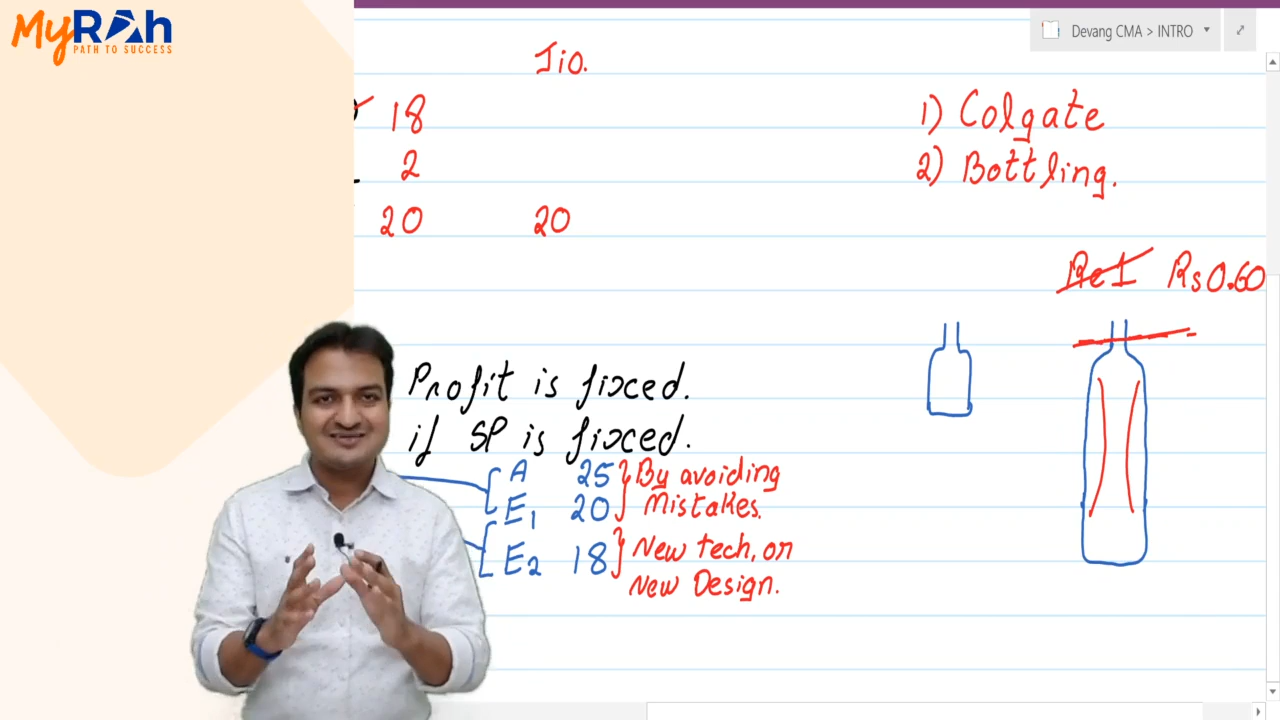 MyRAh
PATH TO SUCCESS
Devang CMA > INTRO
Jio.
18
2
20 20
1) Colgate
2) Bottling.
Re 1 Rs 0.60
Profit is fixed.
if SP is fixed.
A 25 By avoiding
E1 20 Mistakes.
E2 18 New tech, or
New Design.